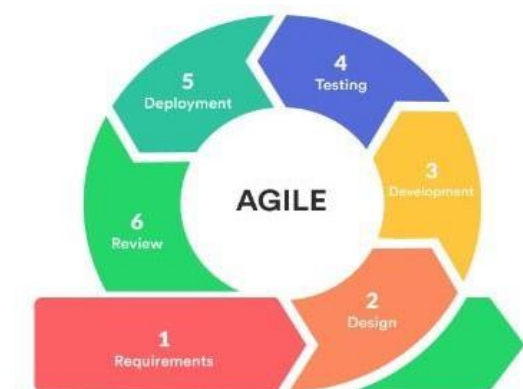 AGILE
1
Requirements
2
Design
3
Development
4
Testing
5
Deployment
6
Review